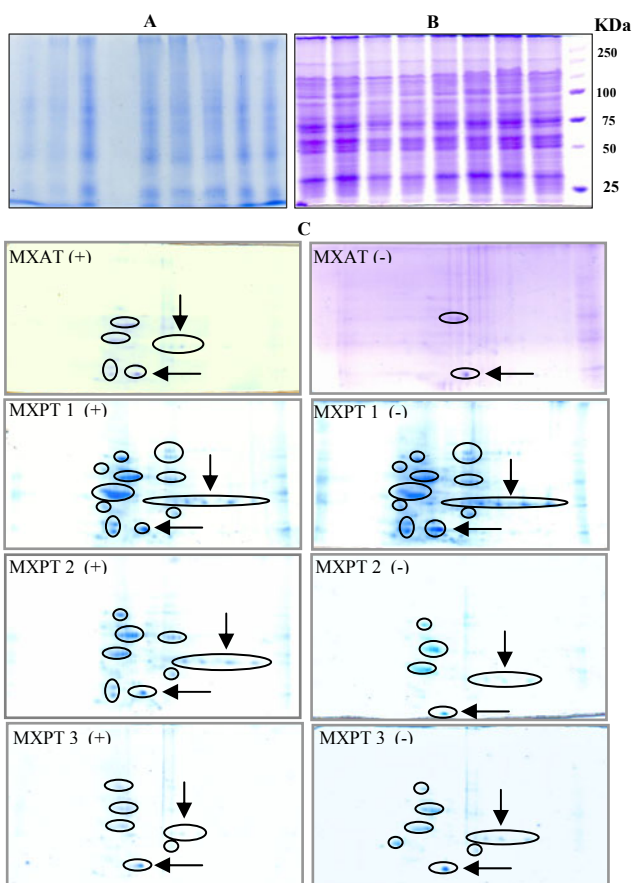 A
B
KDa
250
100
75
50
25
C
MXAT (+)
MXAT (-)
MXPT 1 (+)
MXPT 1 (-)
MXPT 2 (+)
MXPT 2 (-)
MXPT 3 (+)
MXPT 3 (-)